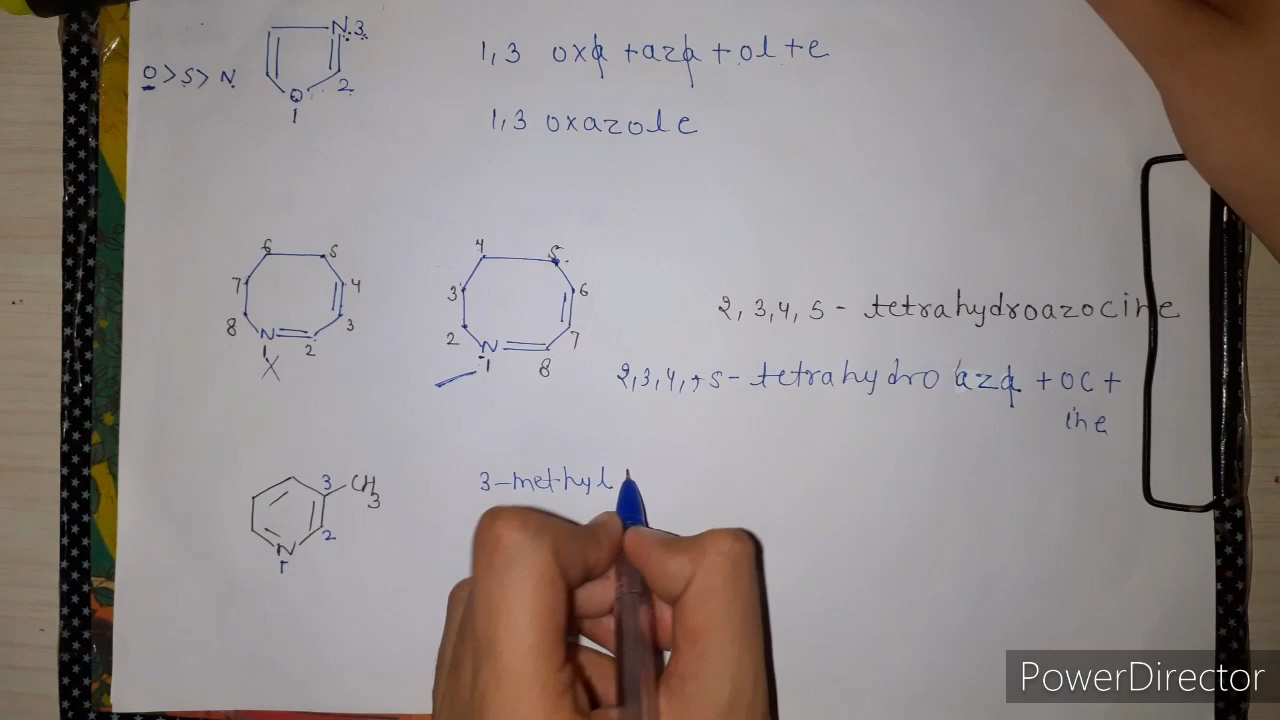 N 3
1,3 oxa + aza + ol + e
O > S > N
O 2
1
1,3 oxazole
6 5
7 4
8 3
N
1 2
X
4 5
3 6
2 7
N
1 8
2, 3, 4, 5 - tetrahydroazocine
2,3,4, + 5 - tetrahydro aza + oc +
ine
3 CH3
2
N
1
3-methyl
PowerDirector